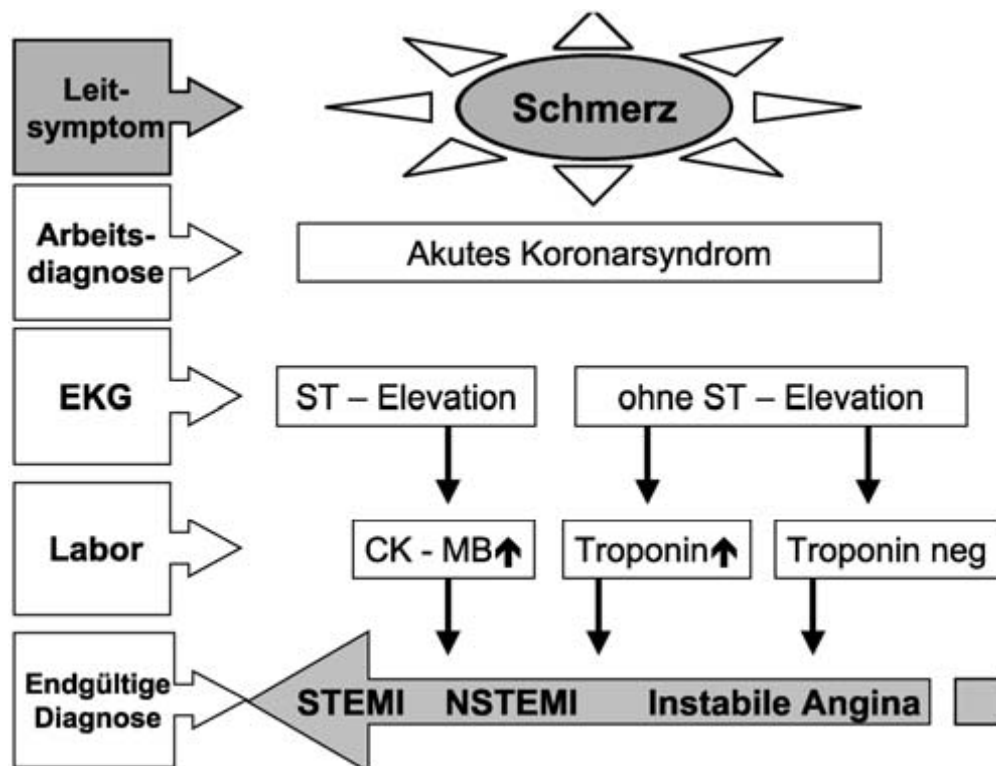 Leit-
symptom
Schmerz
Arbeits-
diagnose
Akutes Koronarsyndrom
EKG
ST – Elevation
ohne ST – Elevation
Labor
CK - MB↑
Troponin↑
Troponin neg
Endgültige
Diagnose
STEMI NSTEMI Instabile Angina